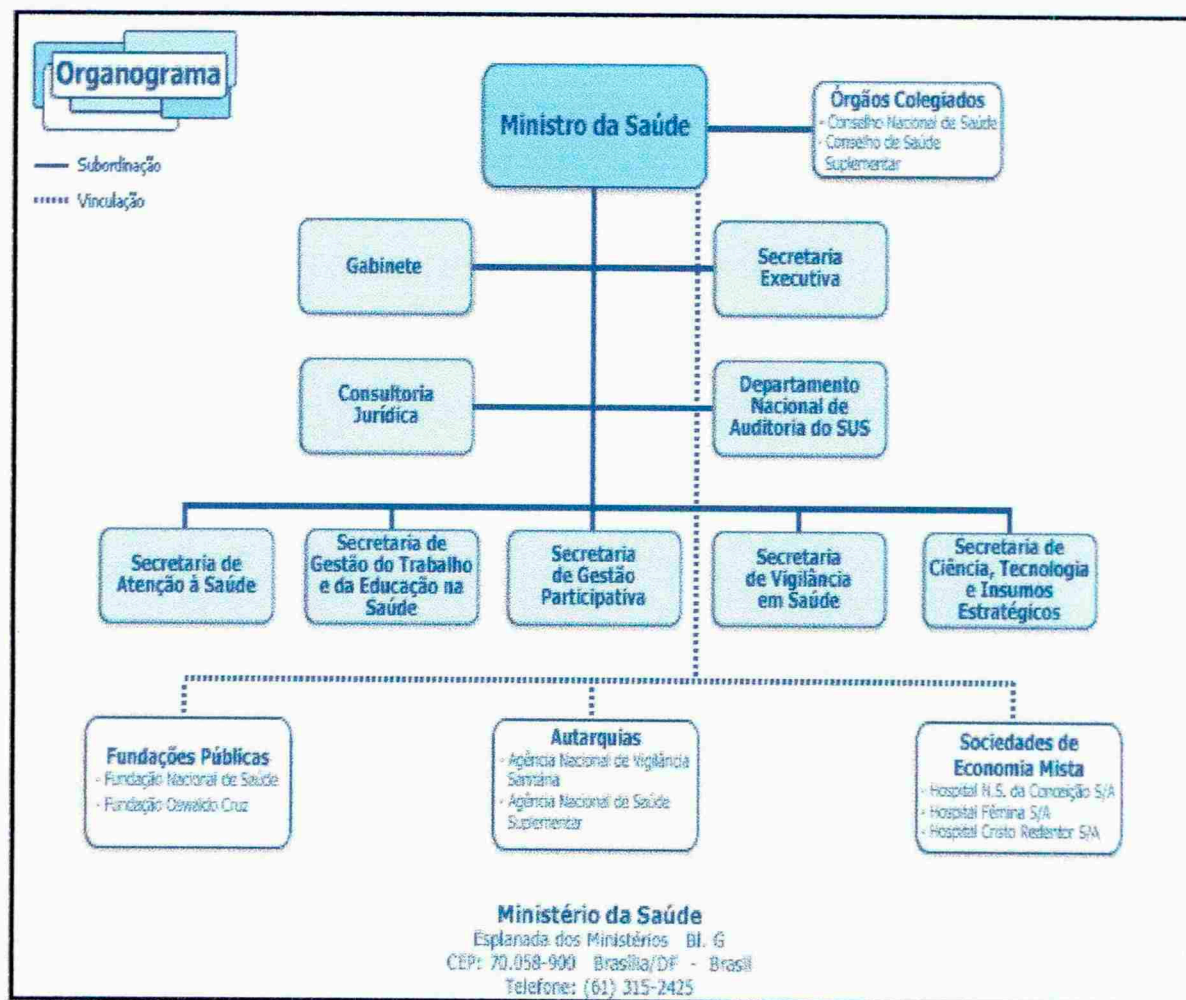 Organograma
Subordinação
Vinculação
Ministro da Saúde
Órgãos Colegiados
- Conselho Nacional de Saúde
- Conselho de Saúde
Suplementar
Gabinete
Secretaria
Executiva
Consultoria
Jurídica
Departamento
Nacional de
Auditoria do SUS
Secretaria de
Atenção à Saúde
Secretaria de
Gestão do Trabalho
e da Educação na
Saúde
Secretaria
de Gestão
Participativa
Secretaria
de Vigilância
em Saúde
Secretaria de
Ciência, Tecnologia
e Insumos
Estratégicos
Fundações Públicas
- Fundação Nacional de Saúde
- Fundação Oswaldo Cruz
Autarquias
- Agência Nacional de Vigilância
Sanitária
- Agência Nacional de Saúde
Suplementar
Sociedades de
Economia Mista
- Hospital N.S. da Conceição S/A
- Hospital Fêmina S/A
- Hospital Cristo Redentor S/A
Ministério da Saúde
Esplanada dos Ministérios Bl. G
CEP: 70.058-900 Brasília/DF - Brasil
Telefone: (61) 315-2425